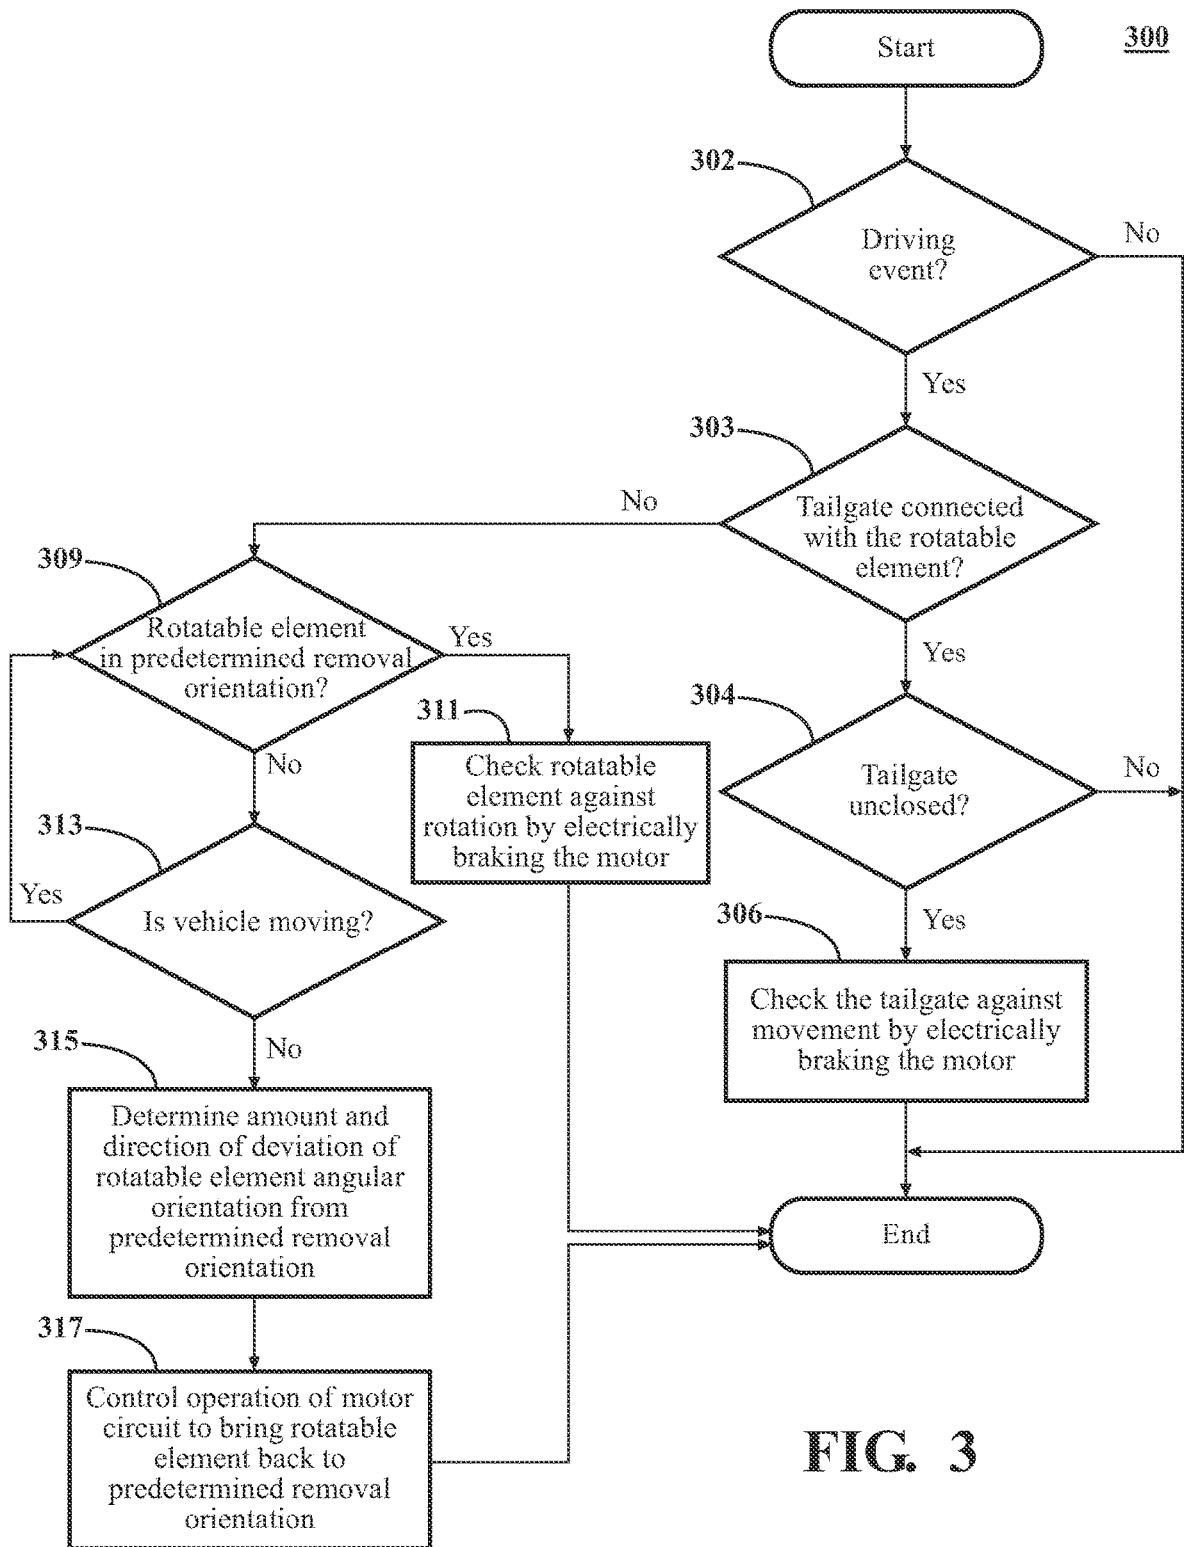 Start
300
302
Driving
event?
No
Yes
303
Tailgate connected
with the rotatable
element?
No
Yes
309
Rotatable element
in predetermined removal
orientation?
Yes
No
304
Tailgate
unclosed?
No
Yes
311
Check rotatable
element against
rotation by electrically
braking the motor
313
Is vehicle moving?
Yes
No
306
Check the tailgate against
movement by electrically
braking the motor
315
Determine amount and
direction of deviation of
rotatable element angular
orientation from
predetermined removal
orientation
End
317
Control operation of motor
circuit to bring rotatable
element back to
predetermined removal
orientation
FIG. 3